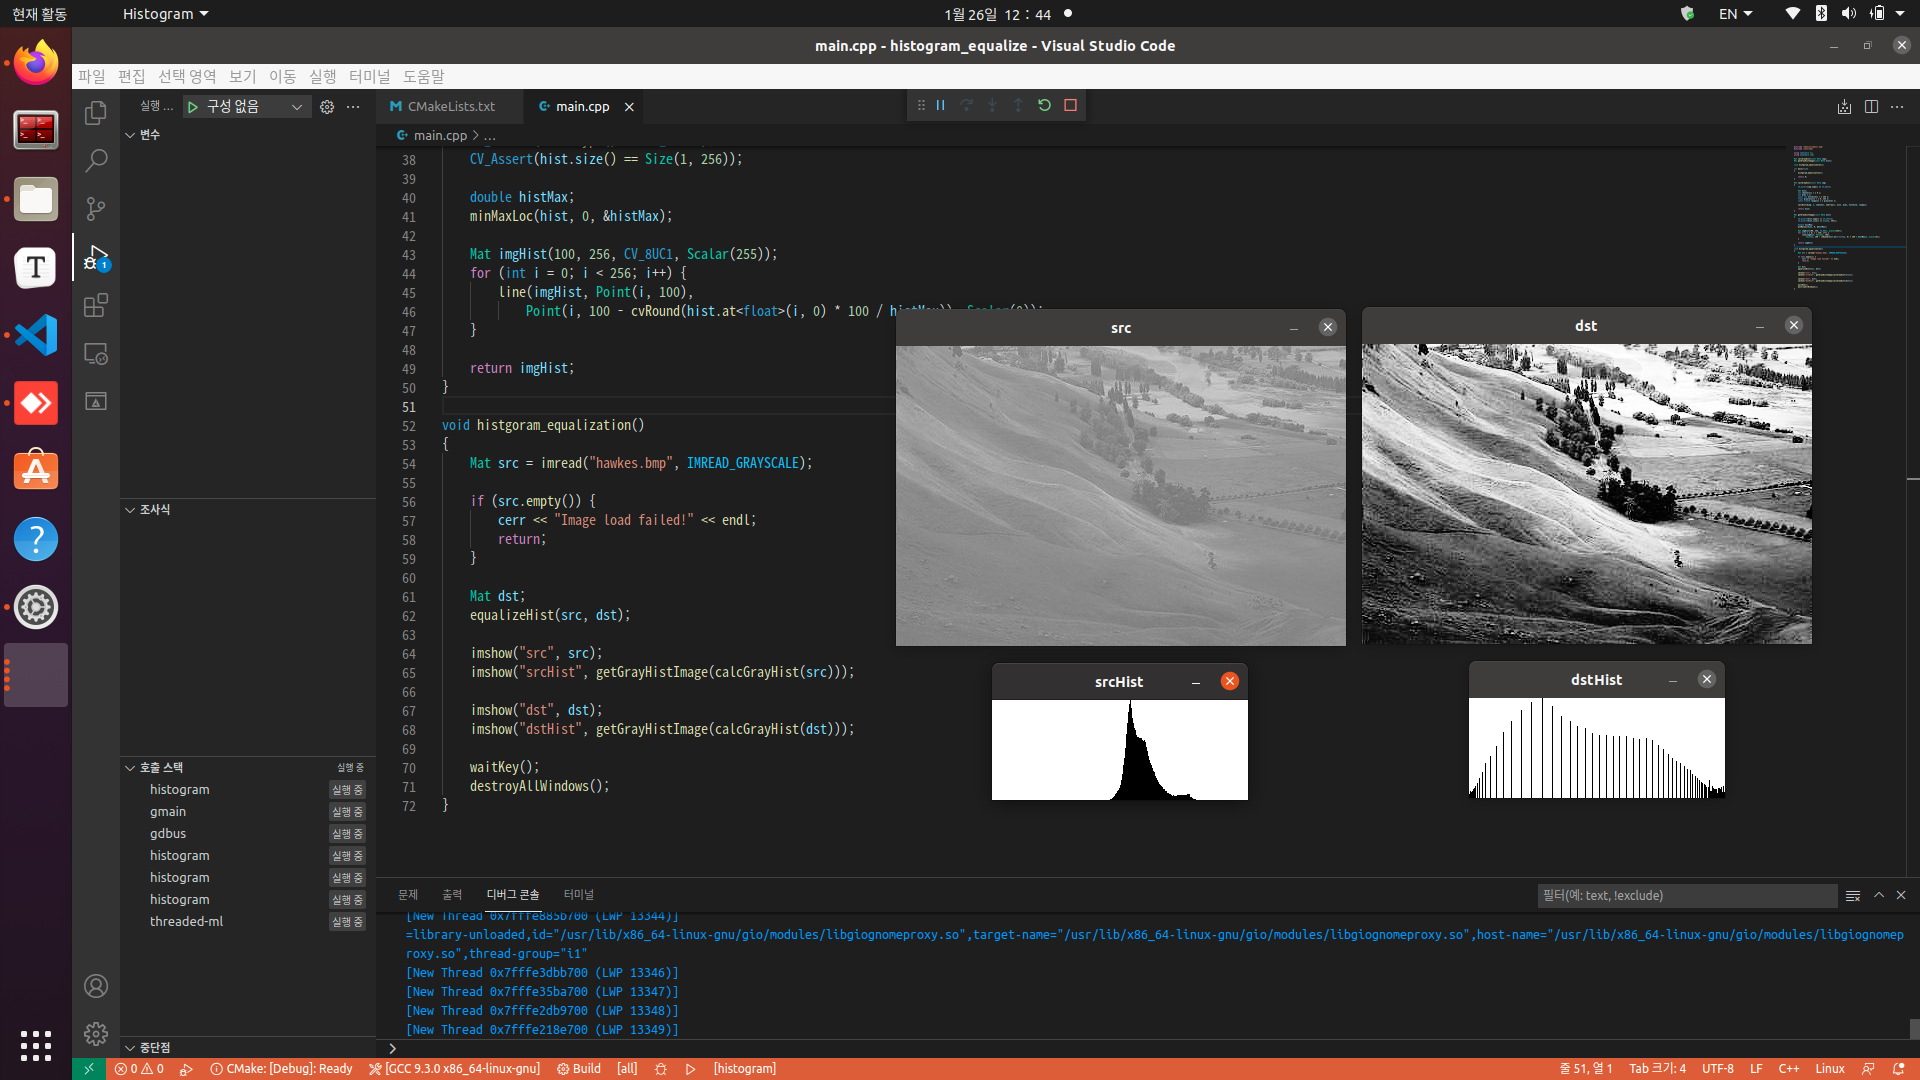 현재 활동
Histogram
1월 26일 12 : 44
EN
main.cpp - histogram_equalize - Visual Studio Code
파일 편집 선택 영역 보기 이동 실행 터미널 도움말
실행 ...
구성 없음
CMakeLists.txt
main.cpp
main.cpp > ...
변수
조사식
호출 스택
실행 중
histogram 실행 중
gmain 실행 중
gdbus 실행 중
histogram 실행 중
histogram 실행 중
histogram 실행 중
threaded-ml 실행 중
중단점
38 CV_Assert(hist.size() == Size(1, 256));
39
40 double histMax;
41 minMaxLoc(hist, 0, &histMax);
42
43 Mat imgHist(100, 256, CV_8UC1, Scalar(255));
44 for (int i = 0; i < 256; i++) {
45 line(imgHist, Point(i, 100),
46 Point(i, 100 - cvRound(hist.at<float>(i, 0) * 100 /
47 }
48
49 return imgHist;
50 }
51
52 void histgoram_equalization()
53 {
54 Mat src = imread("hawkes.bmp", IMREAD_GRAYSCALE);
55
56 if (src.empty()) {
57 cerr << "Image load failed!" << endl;
58 return;
59 }
60
61 Mat dst;
62 equalizeHist(src, dst);
63
64 imshow("src", src);
65 imshow("srcHist", getGrayHistImage(calcGrayHist(src)));
66
67 imshow("dst", dst);
68 imshow("dstHist", getGrayHistImage(calcGrayHist(dst)));
69
70 waitKey();
71 destroyAllWindows();
72 }
src
dst
srcHist
dstHist
문제 출력 디버그 콘솔 터미널
필터(예: text, !exclude)
[New Thread 0x7fffe885b700 (LWP 13344)]
=library-unloaded,id="/usr/lib/x86_64-linux-gnu/gio/modules/libgiognomeproxy.so",target-name="/usr/lib/x86_64-linux-gnu/gio/modules/libgiognomeproxy.so",host-name="/usr/lib/x86_64-linux-gnu/gio/modules/libgiognomep
roxy.so",thread-group="i1"
[New Thread 0x7fffe3dbb700 (LWP 13346)]
[New Thread 0x7fffe35ba700 (LWP 13347)]
[New Thread 0x7fffe2db9700 (LWP 13348)]
[New Thread 0x7fffe218e700 (LWP 13349)]
0 0 CMake: [Debug]: Ready [GCC 9.3.0 x86_64-linux-gnu] Build [all] [histogram]
줄 51, 열 1 Tab 크기: 4 UTF-8 LF C++ Linux